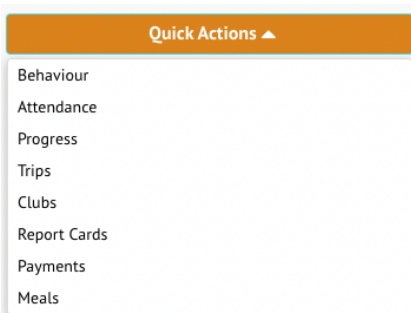 Quick Actions
Behaviour
Attendance
Progress
Trips
Clubs
Report Cards
Payments
Meals